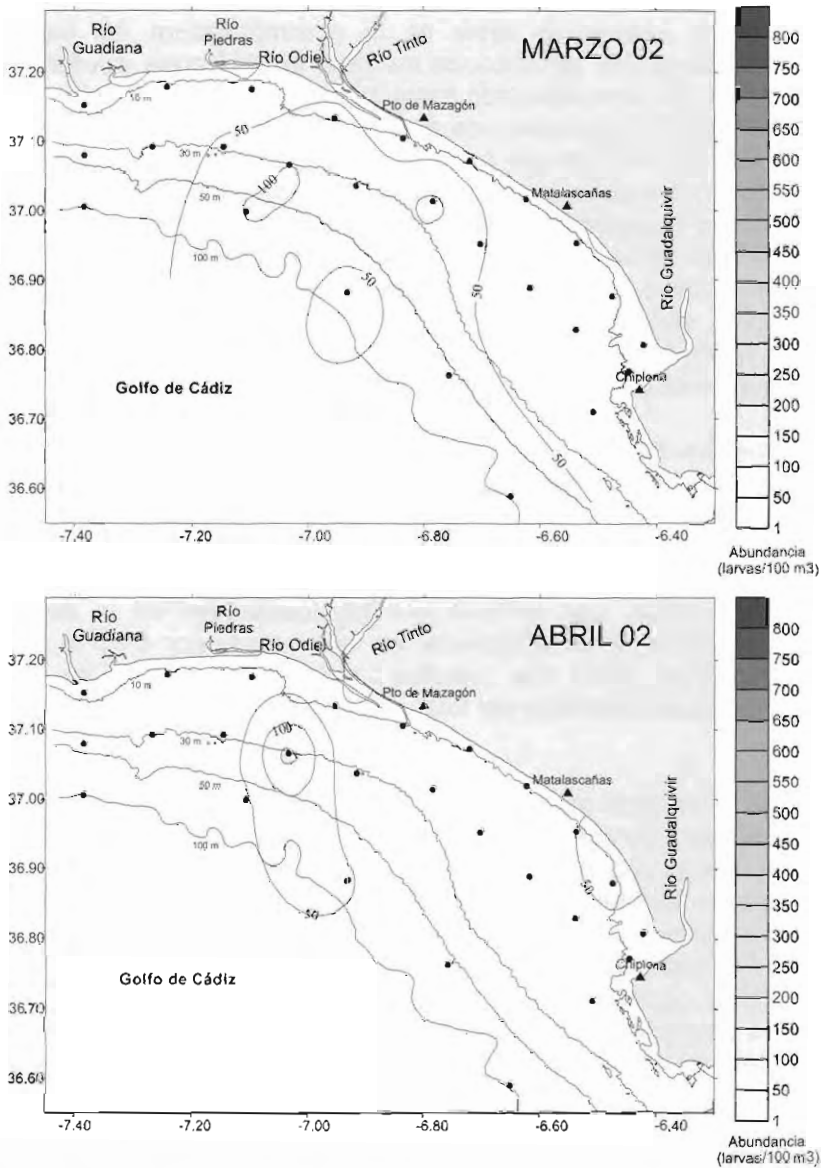 MARZO 02
Río
Guadiana
Río
Piedras
Río Odiel
Río Tinto
Pto de Mazagón
Matalascañas
Río Guadalquivir
Chipiona
Golfo de Cádiz
10 m
30 m
50 m
100 m
50
100
50
50
50
37.20
37.10
37.00
36.90
36.80
36.70
36.60
-7.40
-7.20
-7.00
-6.80
-6.60
-6.40
800
750
700
650
600
550
500
450
400
350
300
250
200
150
100
50
1
Abundancia
(larvas/100 m3)
ABRIL 02
Río
Guadiana
Río
Piedras
Río Odiel
Río Tinto
Pto de Mazagón
Matalascañas
Río Guadalquivir
Chipiona
Golfo de Cádiz
10 m
30 m
50 m
100 m
100
50
50
37.20
37.10
37.00
36.90
36.80
36.70
36.60
-7.40
-7.20
-7.00
-6.80
-6.60
-6.40
800
750
700
650
600
550
500
450
400
350
300
250
200
150
100
50
1
Abundancia
(larvas/100 m3)